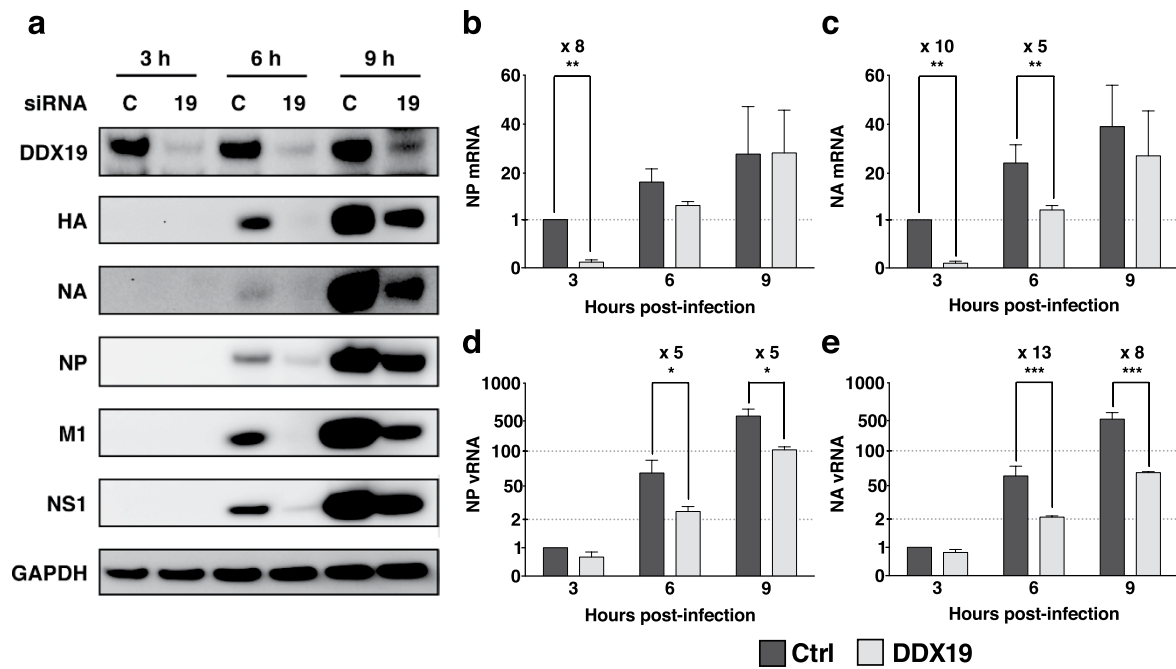 a
3 h 6 h 9 h
siRNA C 19 C 19 C 19
DDX19
HA
NA
NP
M1
NS1
GAPDH
b
x 8
**
NP mRNA
60
40
20
1
0
3 6 9
Hours post-infection
c
x 10 x 5
** **
NA mRNA
60
40
20
1
0
3 6 9
Hours post-infection
d
x 5 x 5
* *
NP vRNA
1000
500
100
50
2
1
0
3 6 9
Hours post-infection
e
x 13 x 8
*** ***
NA vRNA
1000
500
100
50
2
1
0
3 6 9
Hours post-infection
Ctrl DDX19